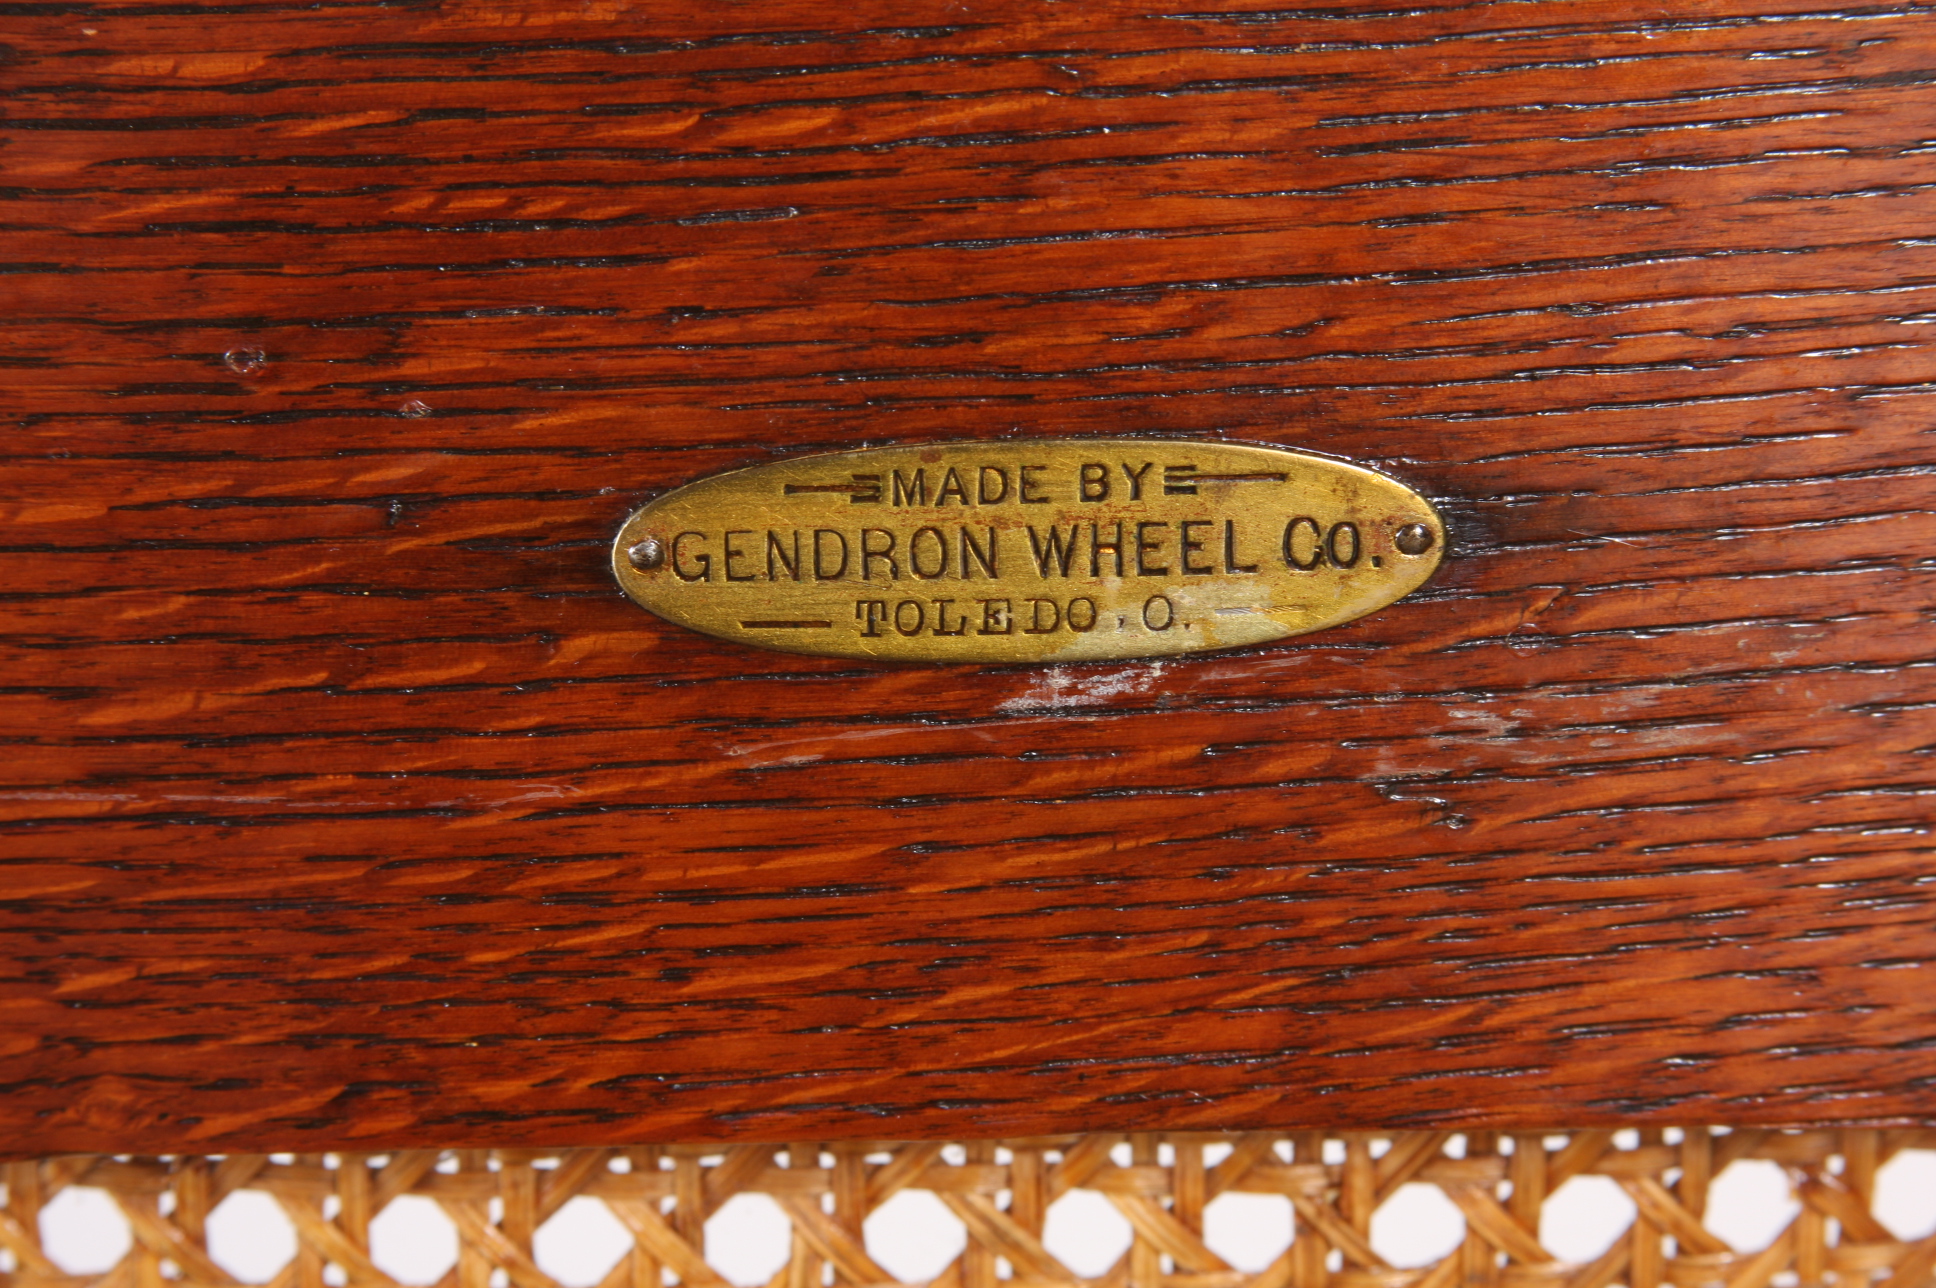 MADE BY
GENDRON WHEEL CO.
TOLEDO, O.